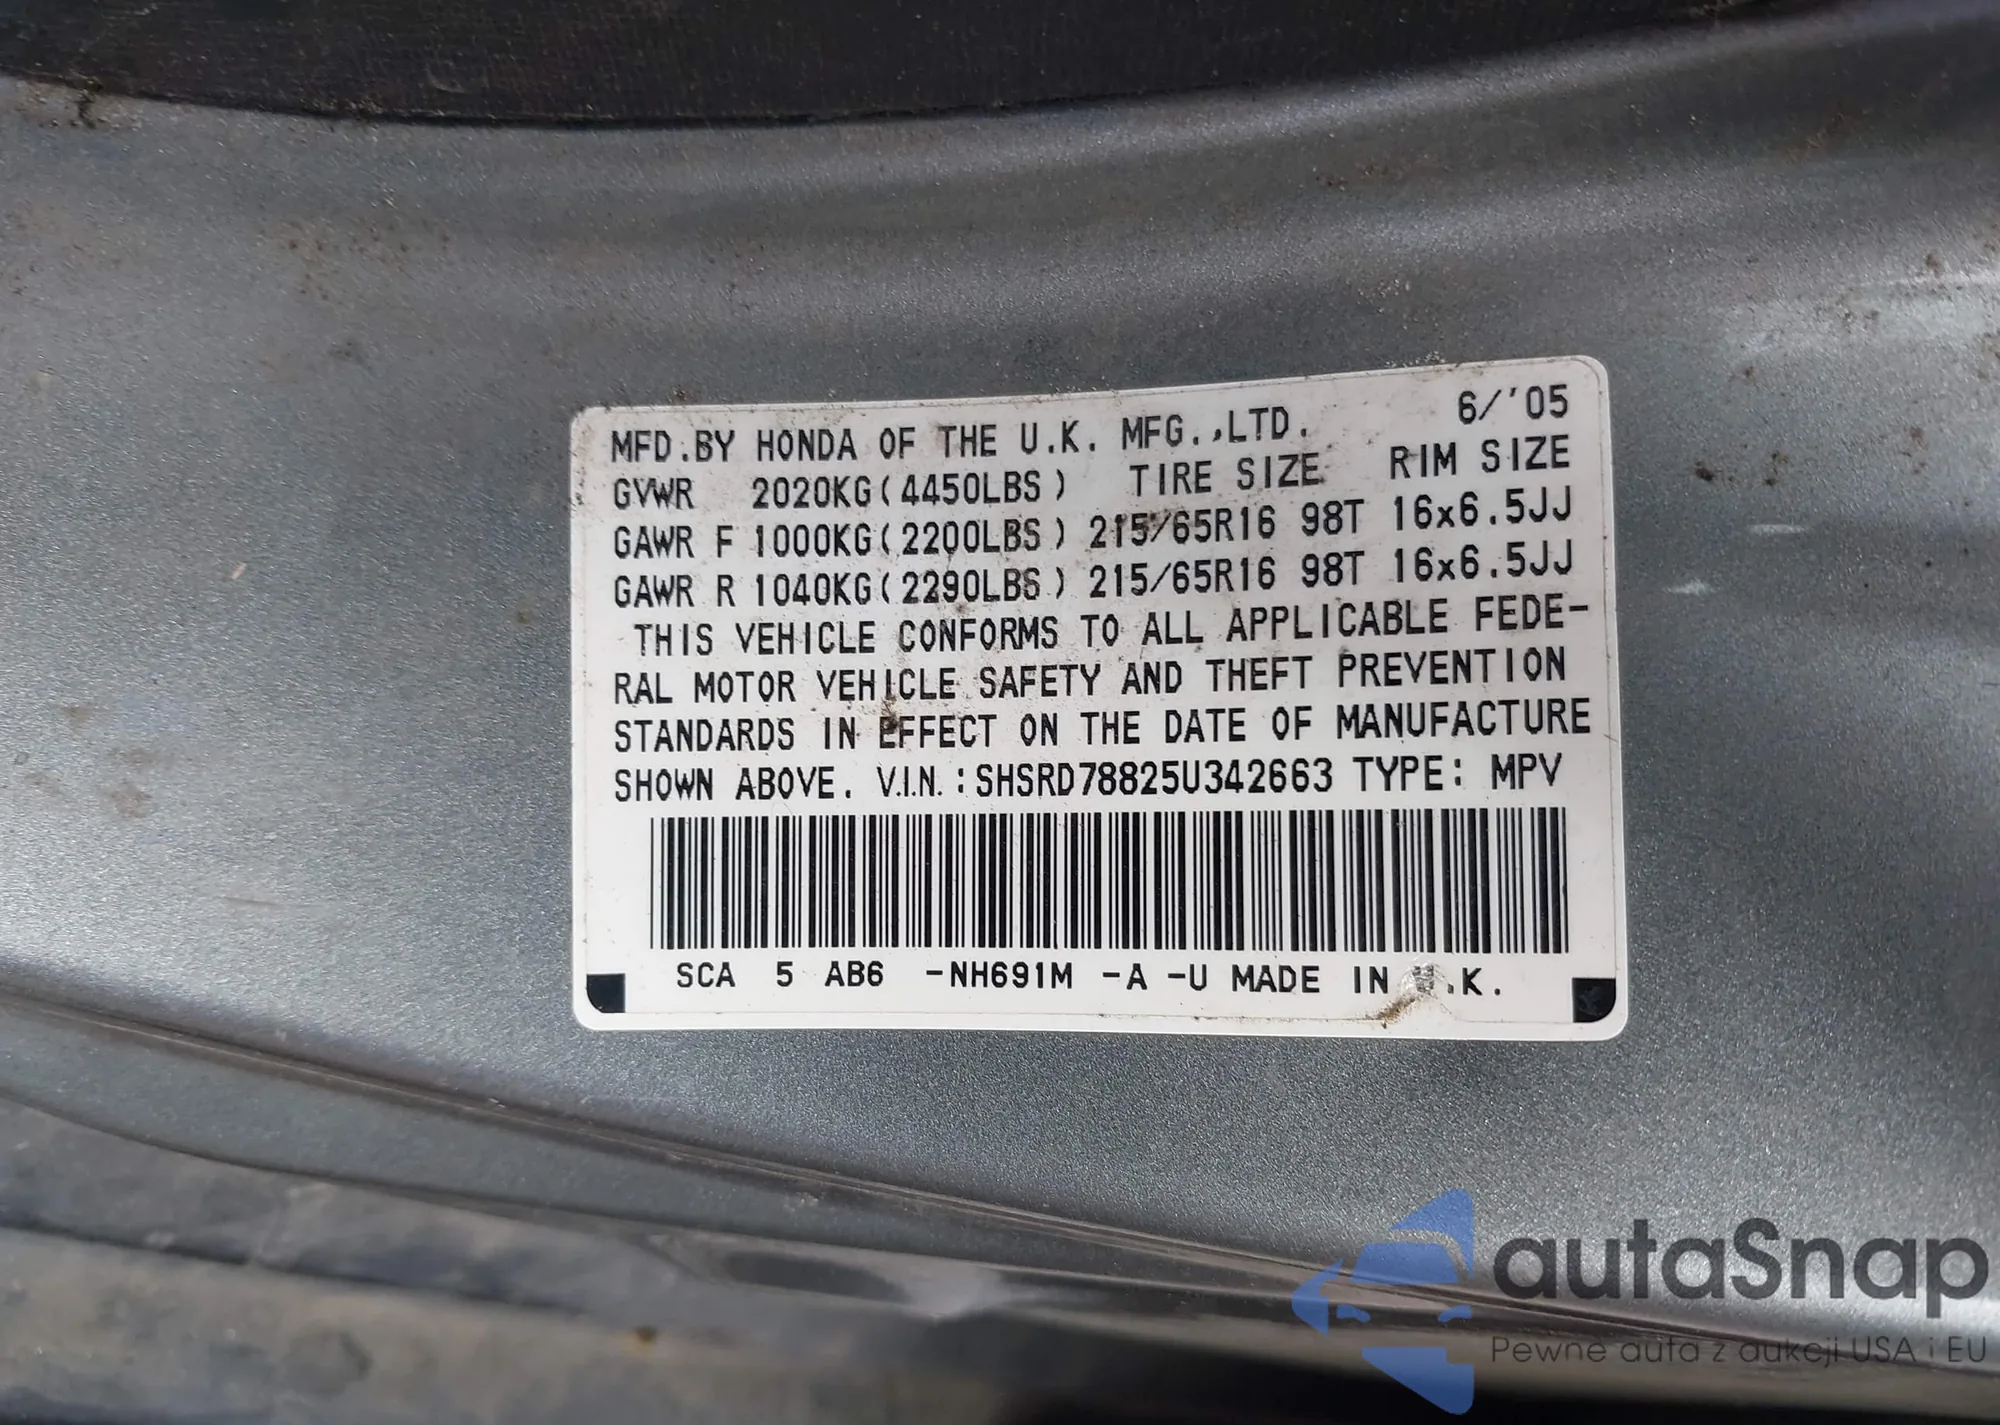 MFD.BY HONDA OF THE U.K. MFG.,LTD. 6/'05
GVWR 2020KG(4450LBS) TIRE SIZE RIM SIZE
GAWR F 1000KG(2200LBS) 215/65R16 98T 16x6.5JJ
GAWR R 1040KG(2290LBS) 215/65R16 98T 16x6.5JJ
THIS VEHICLE CONFORMS TO ALL APPLICABLE FEDE-
RAL MOTOR VEHICLE SAFETY AND THEFT PREVENTION
STANDARDS IN EFFECT ON THE DATE OF MANUFACTURE
SHOWN ABOVE. V.I.N.:SHSRD78825U342663 TYPE: MPV
SCA 5 AB6 -NH691M -A -U MADE IN U.K.
autaSnap
Pewne auta z aukcji USA i EU